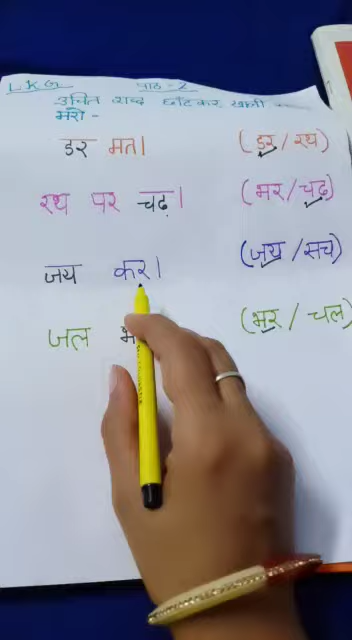 LKG पाठ-2
उचित शब्द छाँटकर खाली
भरो -
डर मत। (डर / रथ)
रथ पर चढ़। (भर / चढ़)
जय कर। (जय / सच)
जल (भर / चल)